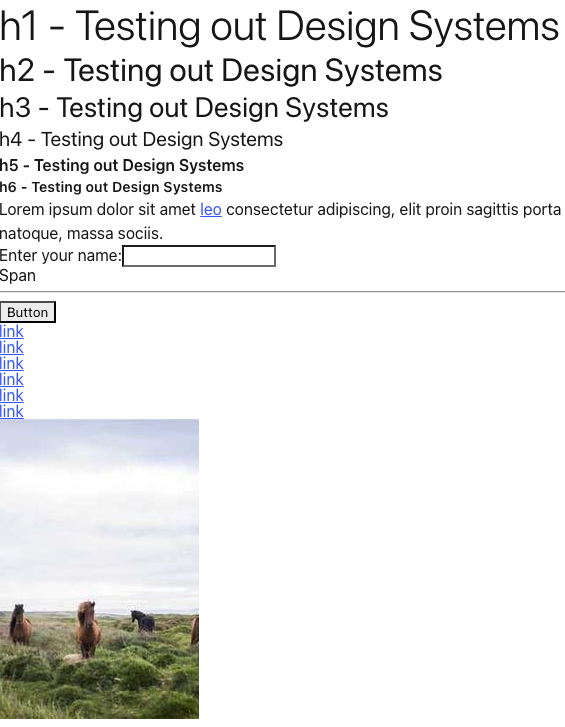 h1 - Testing out Design Systems
h2 - Testing out Design Systems
h3 - Testing out Design Systems
h4 - Testing out Design Systems
h5 - Testing out Design Systems
h6 - Testing out Design Systems
Lorem ipsum dolor sit amet leo consectetur adipiscing, elit proin sagittis porta
natoque, massa sociis.
Enter your name:
Span
Button
link
link
link
link
link
link